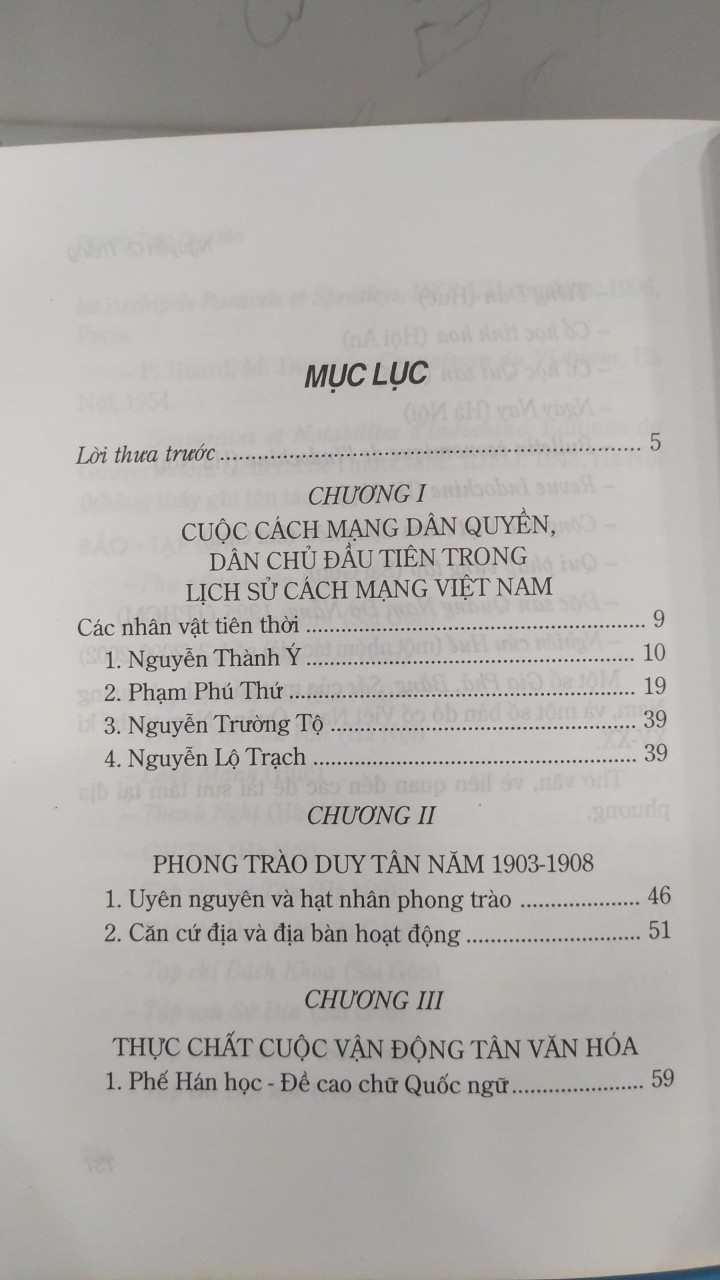 MỤC LỤC
Lời thưa trước ............................................................... 5
CHƯƠNG I
CUỘC CÁCH MẠNG DÂN QUYỀN,
DÂN CHỦ ĐẦU TIÊN TRONG
LỊCH SỬ CÁCH MẠNG VIỆT NAM
Các nhân vật tiên thời ..................................................... 9
1. Nguyễn Thành Ý .................................................... 10
2. Phạm Phú Thứ ...................................................... 19
3. Nguyễn Trường Tộ ................................................ 39
4. Nguyễn Lộ Trạch ................................................... 39
CHƯƠNG II
PHONG TRÀO DUY TÂN NĂM 1903-1908
1. Uyên nguyên và hạt nhân phong trào .................... 46
2. Căn cứ địa và địa bàn hoạt động ............................ 51
CHƯƠNG III
THỰC CHẤT CUỘC VẬN ĐỘNG TÂN VĂN HÓA
1. Phế Hán học - Đề cao chữ Quốc ngữ ..................... 59
737